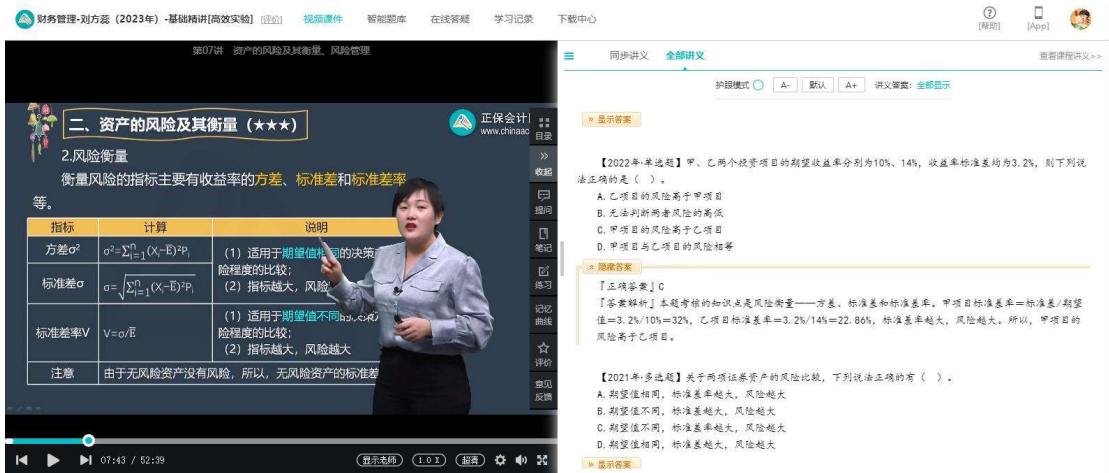 财务管理-刘方蕊（2023年）-基础精讲[高效实验] [评价] 视频课件 智能题库 在线答疑 学习记录 下载中心
[帮助] [App]
第07讲 资产的风险及其衡量、风险管理
二、资产的风险及其衡量（★★★）
正保会计
www.chinaac
2.风险衡量
衡量风险的指标主要有收益率的方差、标准差和标准差率
等。
指标 计算 说明
方差σ² σ²=∑ⁿᵢ₌₁(Xᵢ-E̅)²Pᵢ
标准差σ σ=√∑ⁿᵢ₌₁(Xᵢ-E̅)²Pᵢ
（1）适用于期望值相同的决策
险程度的比较；
（2）指标越大，风险
标准差率V V=σ/E̅
（1）适用于期望值不同的
险程度的比较；
（2）指标越大，风险越大
注意 由于无风险资产没有风险，所以，无风险资产的标准差
目录
收起
提问
笔记
练习
记忆
曲线
评价
意见
反馈
07:43 / 52:39 显示老师 1.0 X 超清
同步讲义 全部讲义 查看课程讲义>>
护眼模式 A- 默认 A+ 讲义答案：全部显示
» 显示答案
【2022年·单选题】甲、乙两个投资项目的期望收益率分别为10%、14%，收益率标准差均为3.2%，则下列说
法正确的是（ ）。
A.乙项目的风险高于甲项目
B.无法判断两者风险的高低
C.甲项目的风险高于乙项目
D.甲项目与乙项目的风险相等
隐藏答案
『正确答案』C
『答案解析』本题考核的知识点是风险衡量——方差、标准差和标准差率。甲项目标准差率＝标准差/期望
值＝3.2%/10%＝32%，乙项目标准差率＝3.2%/14%＝22.86%，标准差率越大，风险越大。所以，甲项目的
风险高于乙项目。
【2021年·多选题】关于两项证券资产的风险比较，下列说法正确的有（ ）。
A.期望值相同，标准差率越大，风险越大
B.期望值不同，标准差越大，风险越大
C.期望值不同，标准差率越大，风险越大
D.期望值相同，标准差越大，风险越大
» 显示答案